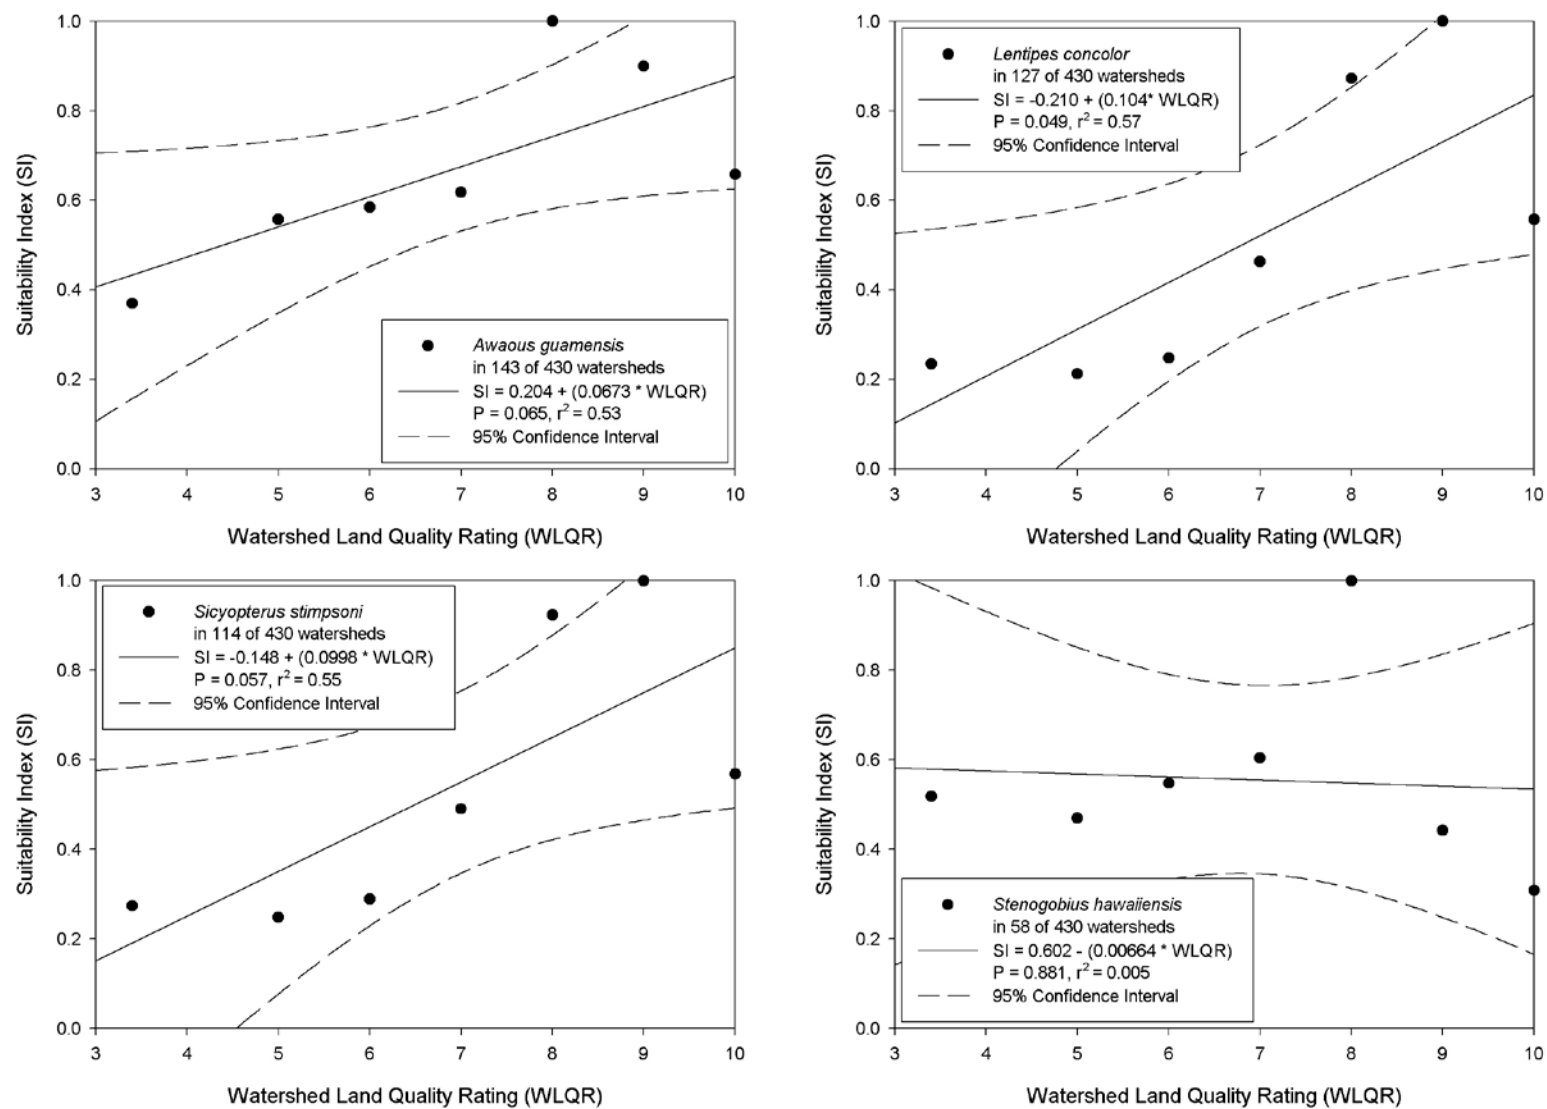 1.0
0.8
0.6
0.4
0.2
0.0
Suitability Index (SI)
Awaous guamensis
in 143 of 430 watersheds
SI = 0.204 + (0.0673 * WLQR)
P = 0.065, r² = 0.53
95% Confidence Interval
3 4 5 6 7 8 9 10
Watershed Land Quality Rating (WLQR)
1.0
0.8
0.6
0.4
0.2
0.0
Suitability Index (SI)
Lentipes concolor
in 127 of 430 watersheds
SI = -0.210 + (0.104* WLQR)
P = 0.049, r² = 0.57
95% Confidence Interval
3 4 5 6 7 8 9 10
Watershed Land Quality Rating (WLQR)
1.0
0.8
0.6
0.4
0.2
0.0
Suitability Index (SI)
Sicyopterus stimpsoni
in 114 of 430 watersheds
SI = -0.148 + (0.0998 * WLQR)
P = 0.057, r² = 0.55
95% Confidence Interval
3 4 5 6 7 8 9 10
Watershed Land Quality Rating (WLQR)
1.0
0.8
0.6
0.4
0.2
0.0
Suitability Index (SI)
Stenogobius hawaiiensis
in 58 of 430 watersheds
SI = 0.602 - (0.00664 * WLQR)
P = 0.881, r² = 0.005
95% Confidence Interval
3 4 5 6 7 8 9 10
Watershed Land Quality Rating (WLQR)